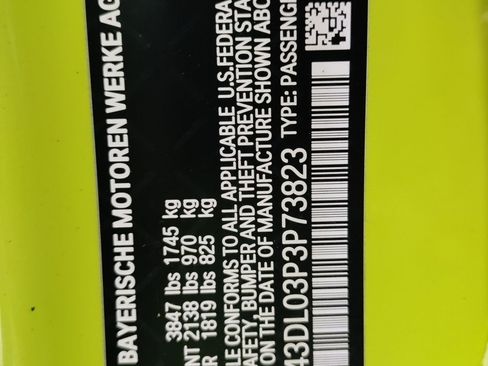 BAYERISCHE MOTOREN WERKE AG
3847 lbs 1745 kg
NT 2138 lbs 970 kg
R 1819 lbs 825 kg
LE CONFORMS TO ALL APPLICABLE U.S.FEDERA
AFETY, BUMPER AND THEFT PREVENTION STA
ON THE DATE OF MANUFACTURE SHOWN ABO
43DL03P3P73823 TYPE: PASSENGE